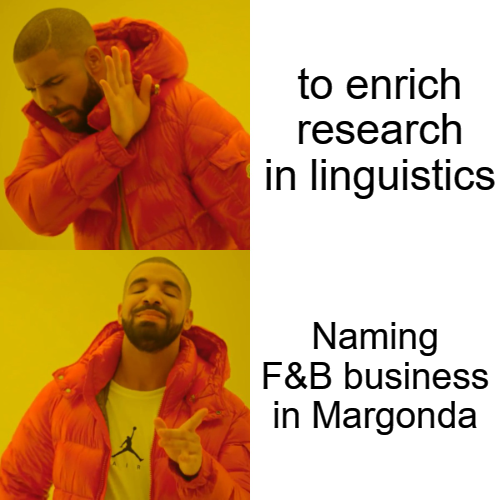 to enrich
research
in linguistics
Naming
F&B business
in Margonda